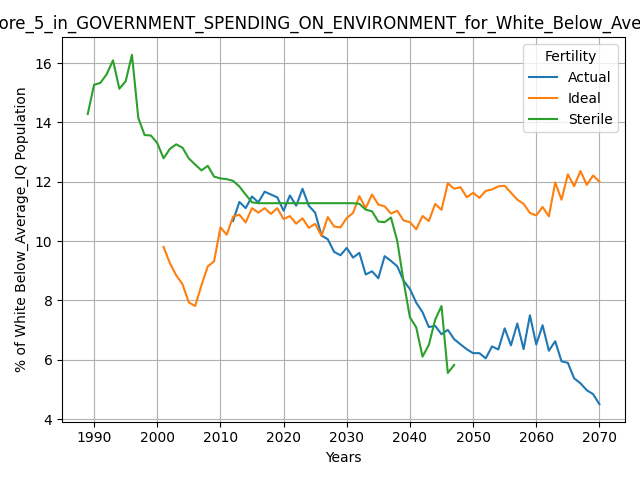 ore_5_in_GOVERNMENT_SPENDING_ON_ENVIRONMENT_for_White_Below_Ave
Fertility
Actual
Ideal
Sterile
% of White Below_Average_IQ Population
16
14
12
10
8
6
4
1990 2000 2010 2020 2030 2040 2050 2060 2070
Years